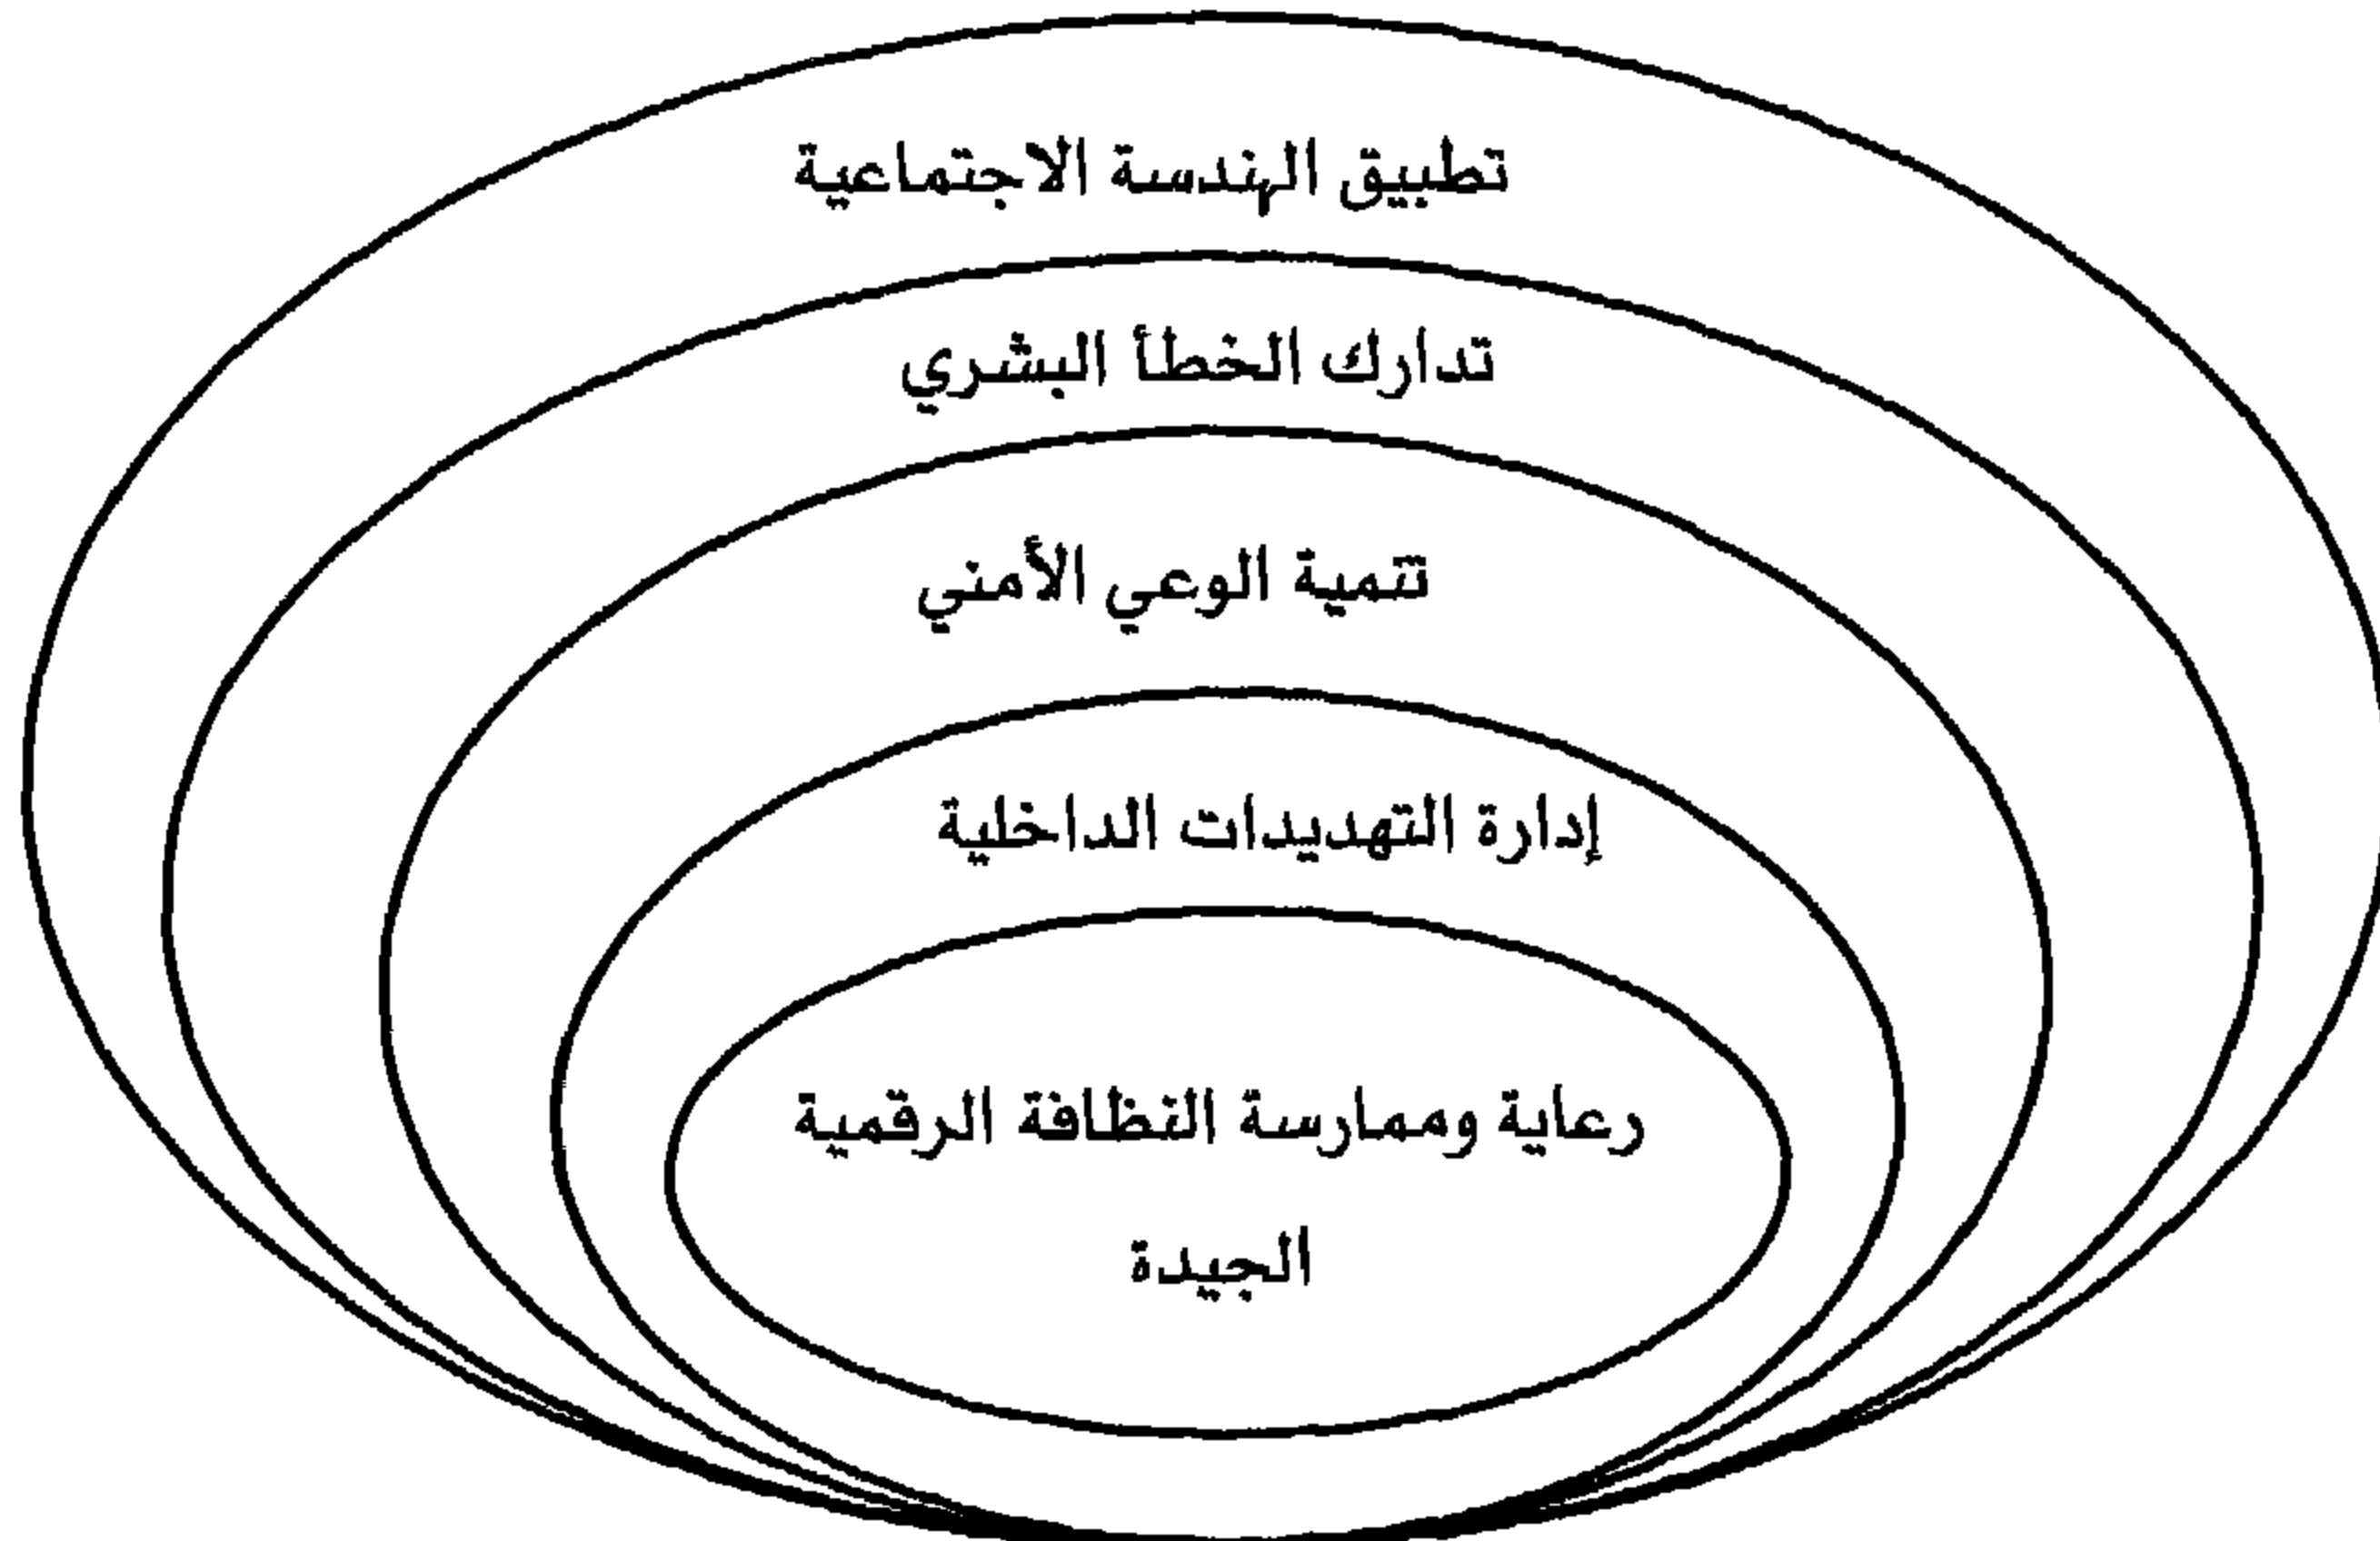 تطبيق الهندسة الاجتماعية
تدارك الخطأ البشري
تنمية الوعي الأمني
إدارة التهديدات الداخلية
رعاية وممارسة النظافة الرقمية
الجيدة